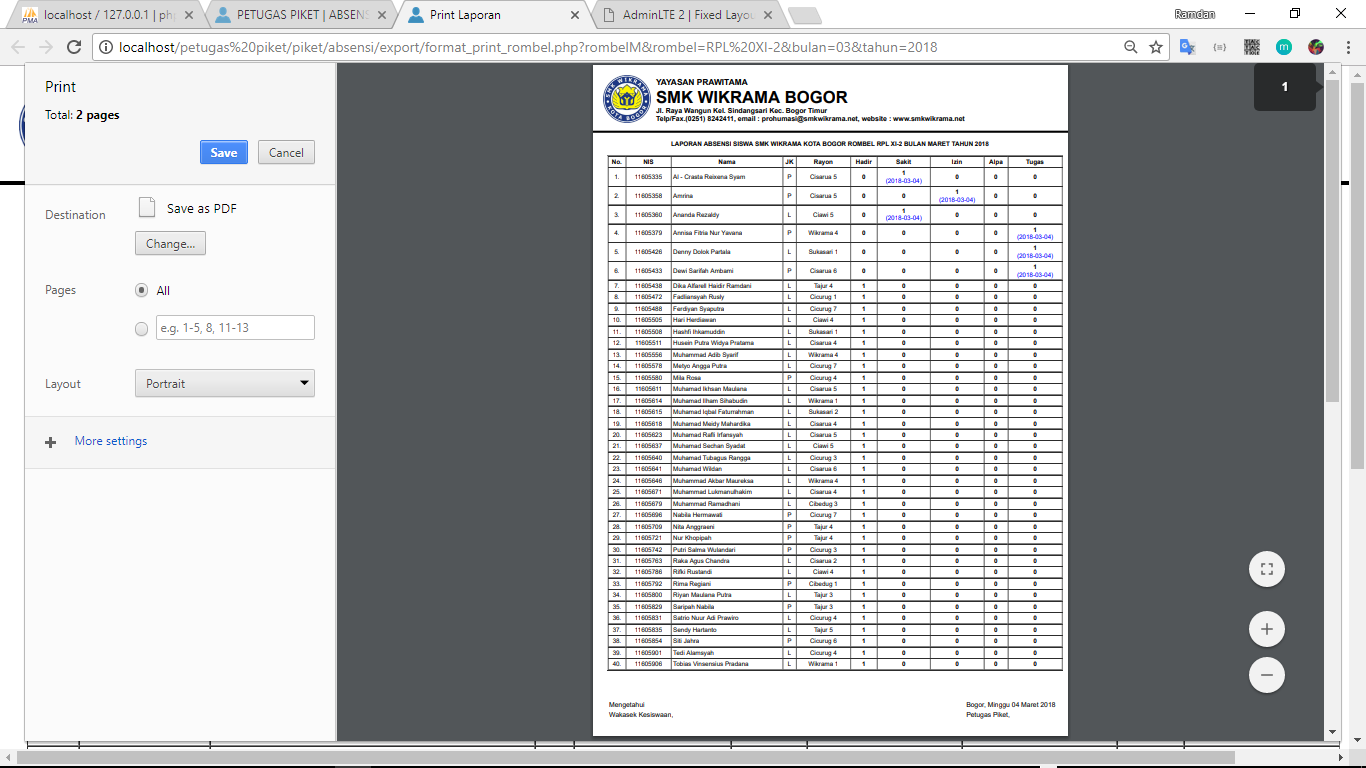 localhost / 127.0.0.1 | ph
PETUGAS PIKET | ABSENS
Print Laporan
AdminLTE 2 | Fixed Layou
Ramdan
localhost/petugas%20piket/piket/absensi/export/format_print_rombel.php?rombelM&rombel=RPL%20XI-2&bulan=03&tahun=2018
Print
Total: 2 pages
Save Cancel
Destination Save as PDF
Change...
Pages All
e.g. 1-5, 8, 11-13
Layout Portrait
More settings
1
YAYASAN PRAWITAMA
SMK WIKRAMA BOGOR
Jl. Raya Wangun Kel. Sindangsari Kec. Bogor Timur
Telp/Fax.(0251) 8242411, email : prohumasi@smkwikrama.net, website : www.smkwikrama.net
LAPORAN ABSENSI SISWA SMK WIKRAMA KOTA BOGOR ROMBEL RPL XI-2 BULAN MARET TAHUN 2018
No. NIS Nama JK Rayon Hadir Sakit Izin Alpa Tugas
1. 11605335 Al - Crasta Reixena Syam P Cisarua 5 0 1 (2018-03-04) 0 0 0
2. 11605358 Amrina P Cisarua 5 0 0 1 (2018-03-04) 0 0
3. 11605360 Ananda Rezaldy L Ciawi 5 0 1 (2018-03-04) 0 0 0
4. 11605379 Annisa Fitria Nur Yavana P Wikrama 4 0 0 0 0 1 (2018-03-04)
5. 11605426 Denny Dolok Partala L Sukasari 1 0 0 0 0 1 (2018-03-04)
6. 11605433 Dewi Sarifah Ambami P Cisarua 6 0 0 0 0 1 (2018-03-04)
7. 11605438 Dika Alfarell Haidir Ramdani L Tajur 4 1 0 0 0 0
8. 11605472 Fadliansyah Rusly L Cicurug 1 1 0 0 0 0
9. 11605488 Ferdiyan Syaputra L Cicurug 7 1 0 0 0 0
10. 11605505 Hari Herdiawan L Ciawi 4 1 0 0 0 0
11. 11605508 Hashfi Ihkamuddin L Sukasari 1 1 0 0 0 0
12. 11605511 Husein Putra Widya Pratama L Cisarua 4 1 0 0 0 0
13. 11605556 Muhammad Adib Syarif L Wikrama 4 1 0 0 0 0
14. 11605578 Metyo Angga Putra L Cicurug 7 1 0 0 0 0
15. 11605580 Mila Rosa P Cicurug 4 1 0 0 0 0
16. 11605611 Muhamad Ikhsan Maulana L Cisarua 5 1 0 0 0 0
17. 11605614 Muhamad Ilham Sihabudin L Wikrama 1 1 0 0 0 0
18. 11605615 Muhamad Iqbal Faturrahman L Sukasari 2 1 0 0 0 0
19. 11605618 Muhamad Meidy Mahardika L Cisarua 4 1 0 0 0 0
20. 11605623 Muhamad Rafli Irfansyah L Cisarua 5 1 0 0 0 0
21. 11605637 Muhamad Sechan Syadat L Ciawi 5 1 0 0 0 0
22. 11605640 Muhamad Tubagus Rangga L Cicurug 3 1 0 0 0 0
23. 11605641 Muhamad Wildan L Cisarua 6 1 0 0 0 0
24. 11605646 Muhammad Akbar Maureksa L Wikrama 4 1 0 0 0 0
25. 11605671 Muhammad Lukmanulhakim L Cisarua 4 1 0 0 0 0
26. 11605679 Muhammad Ramadhani L Cibedug 3 1 0 0 0 0
27. 11605696 Nabila Hermawati P Cicurug 7 1 0 0 0 0
28. 11605709 Nita Anggraeni P Tajur 4 1 0 0 0 0
29. 11605721 Nur Khopipah P Tajur 4 1 0 0 0 0
30. 11605742 Putri Salma Wulandari P Cicurug 3 1 0 0 0 0
31. 11605763 Raka Agus Chandra L Cisarua 2 1 0 0 0 0
32. 11605786 Rifki Rustandi L Ciawi 4 1 0 0 0 0
33. 11605792 Rima Regiani P Cibedug 1 1 0 0 0 0
34. 11605800 Riyan Maulana Putra L Tajur 3 1 0 0 0 0
35. 11605829 Saripah Nabila P Tajur 3 1 0 0 0 0
36. 11605831 Satrio Nuur Adi Prawiro L Cicurug 4 1 0 0 0 0
37. 11605835 Sendy Hartanto L Tajur 5 1 0 0 0 0
38. 11605854 Siti Jahra P Cicurug 6 1 0 0 0 0
39. 11605901 Tedi Alamsyah L Cicurug 4 1 0 0 0 0
40. 11605906 Tobias Vinsensius Pradana L Wikrama 1 1 0 0 0 0
Mengetahui Bogor, Minggu 04 Maret 2018
Wakasek Kesiswaan, Petugas Piket,